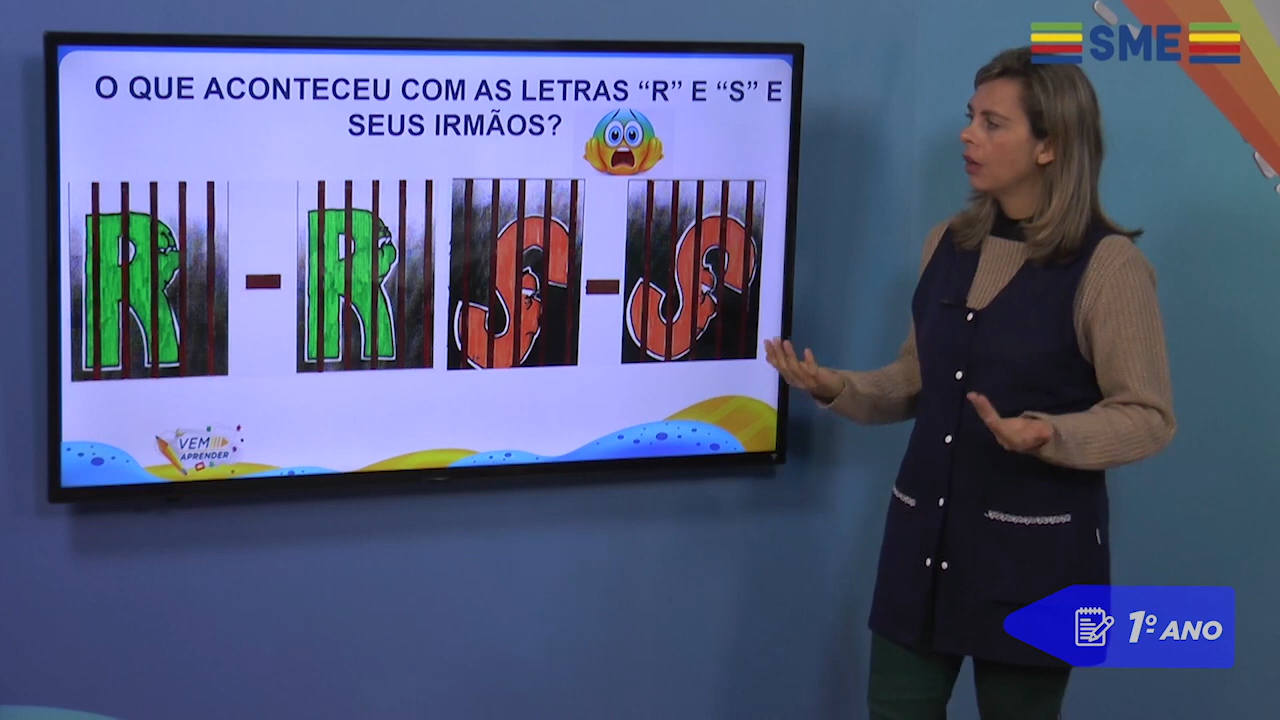 SME
O QUE ACONTECEU COM AS LETRAS “R” E “S” E
SEUS IRMÃOS?
R - R S - S
VEM
APRENDER
1º ANO